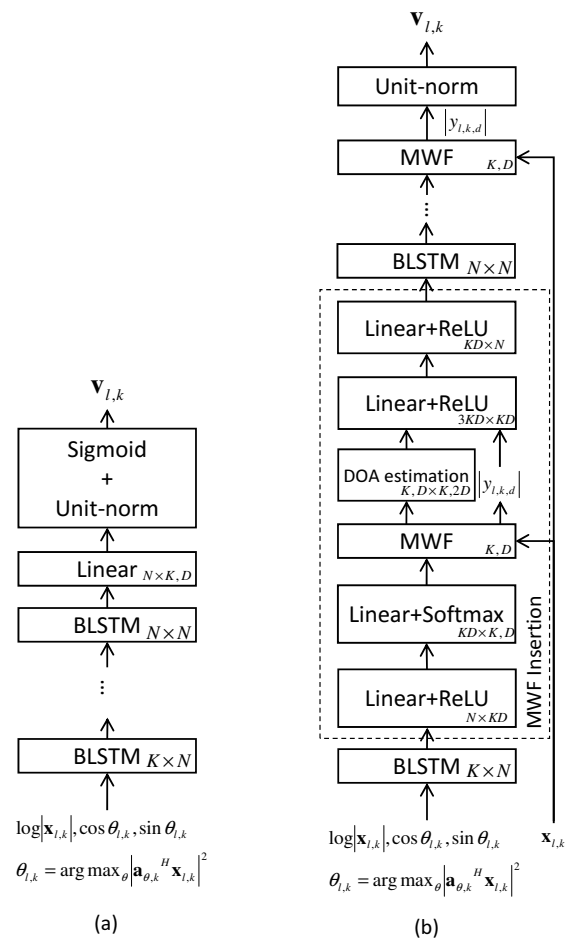 𝐯_{l,k}
Sigmoid
+
Unit-norm
Linear N×K,D
BLSTM N×N
...
BLSTM K×N
log|𝐱_{l,k}|, cos θ_{l,k}, sin θ_{l,k}
θ_{l,k} = arg max_θ |𝐚_{θ,k}^H 𝐱_{l,k}|^2
(a)
𝐯_{l,k}
Unit-norm
|y_{l,k,d}|
MWF K,D
...
BLSTM N×N
Linear+ReLU KD×N
Linear+ReLU 3KD×KD
DOA estimation K,D×K,2D
|y_{l,k,d}|
MWF K,D
Linear+Softmax KD×K,D
Linear+ReLU N×KD
MWF Insertion
BLSTM K×N
log|𝐱_{l,k}|, cos θ_{l,k}, sin θ_{l,k}
θ_{l,k} = arg max_θ |𝐚_{θ,k}^H 𝐱_{l,k}|^2
𝐱_{l,k}
(b)